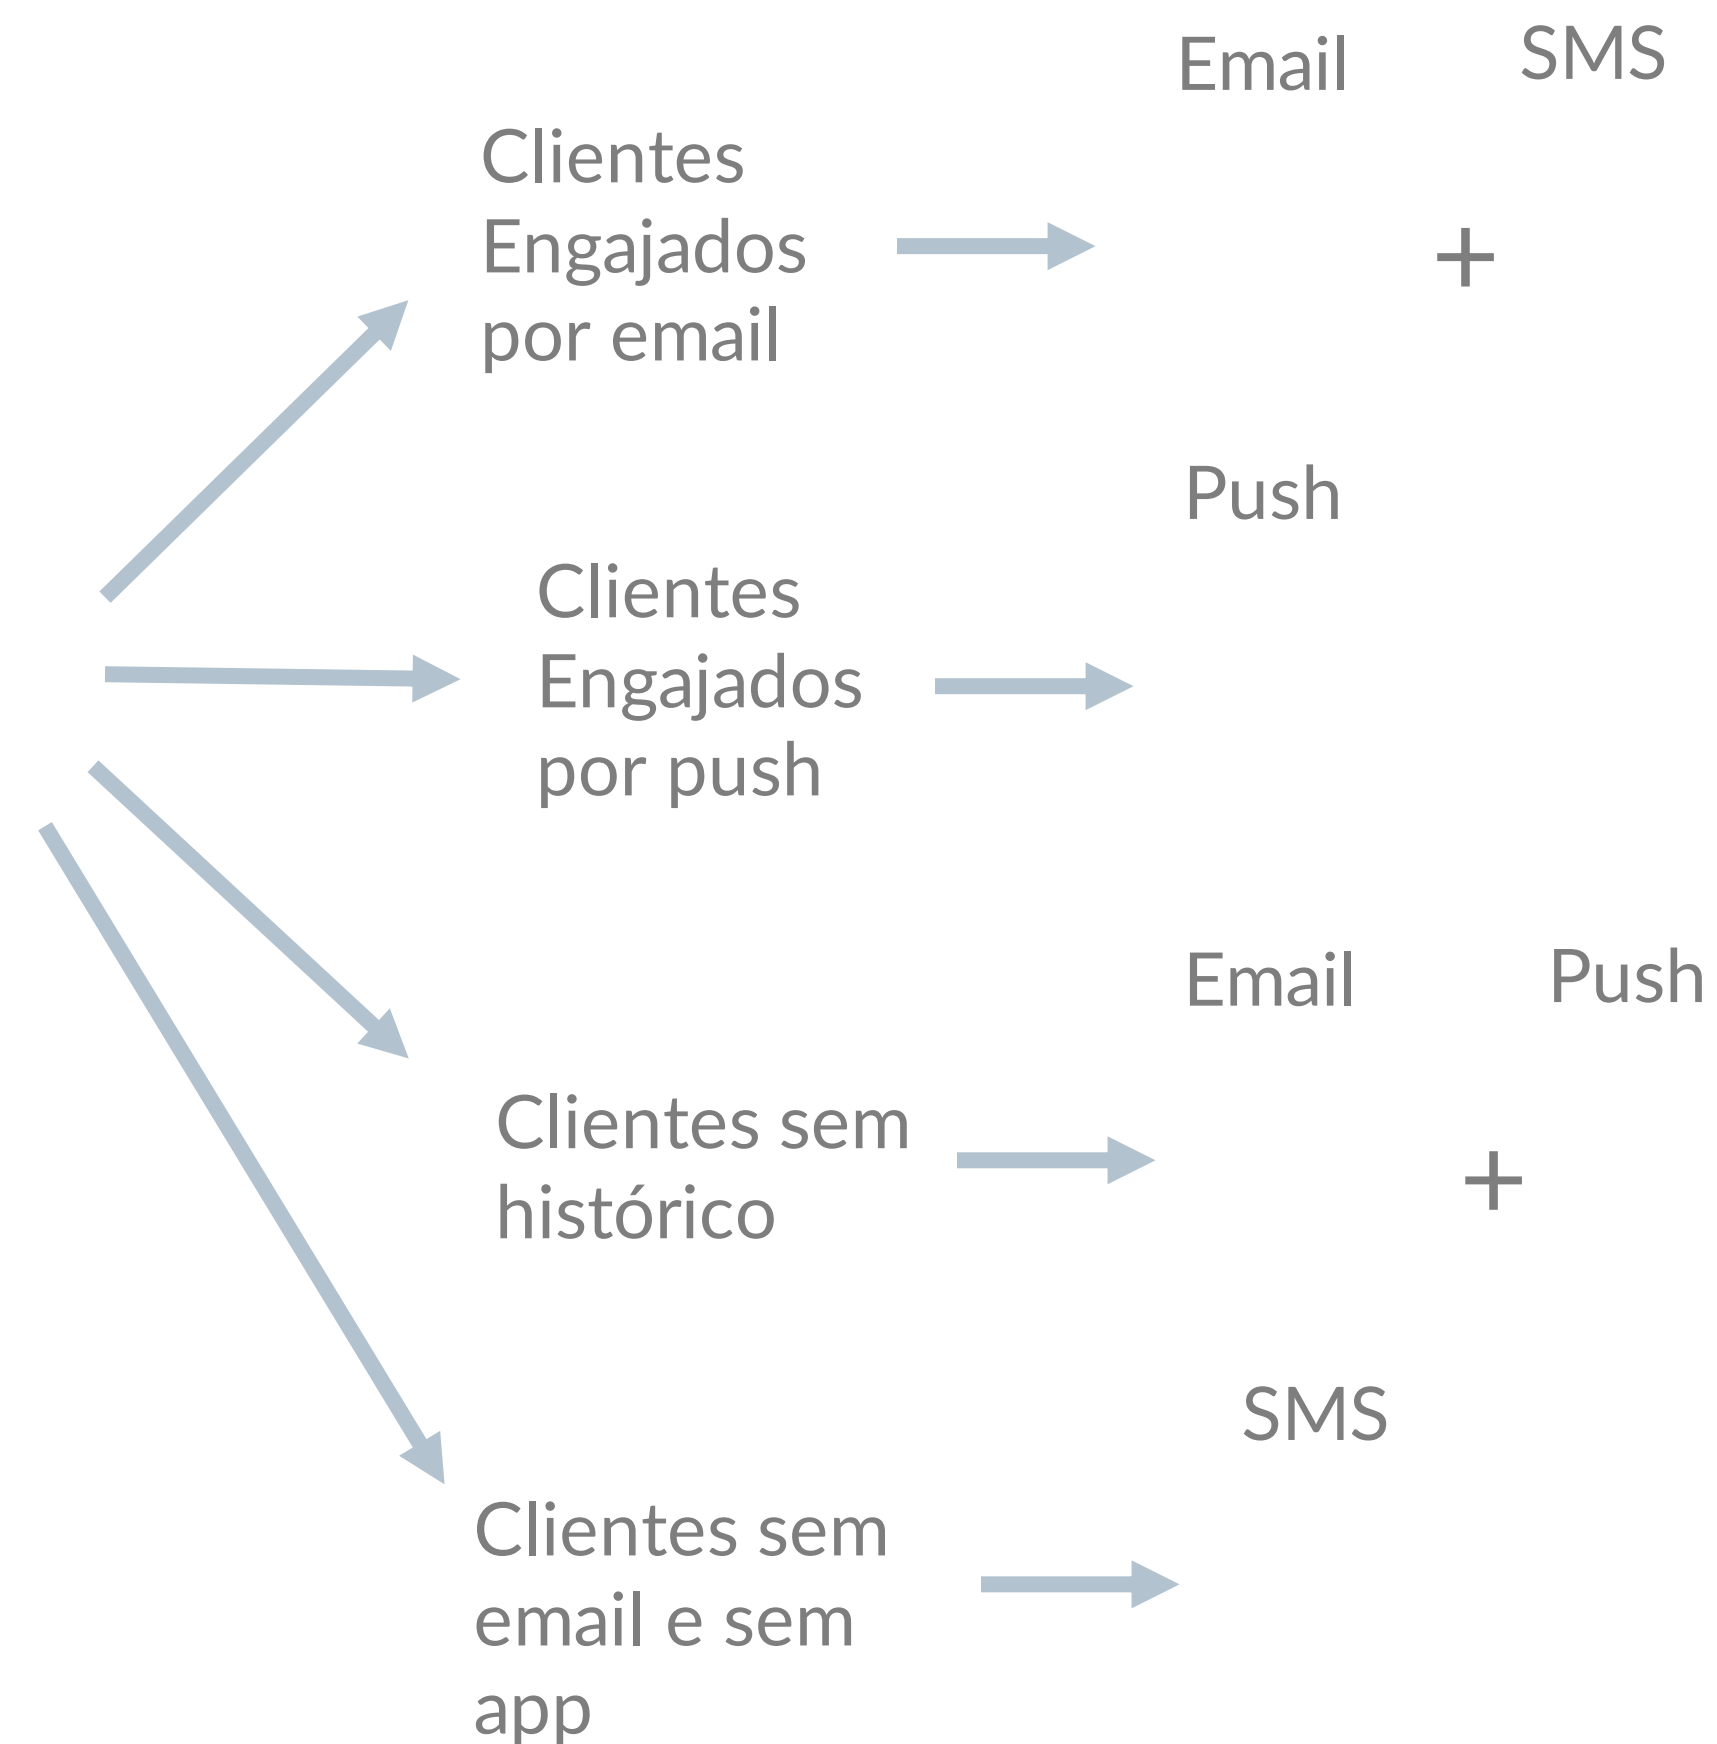 Email
SMS
Clientes
Engajados
por email
+
Push
Clientes
Engajados
por push
Email
Push
Clientes sem
histórico
+
SMS
Clientes sem
email e sem
app